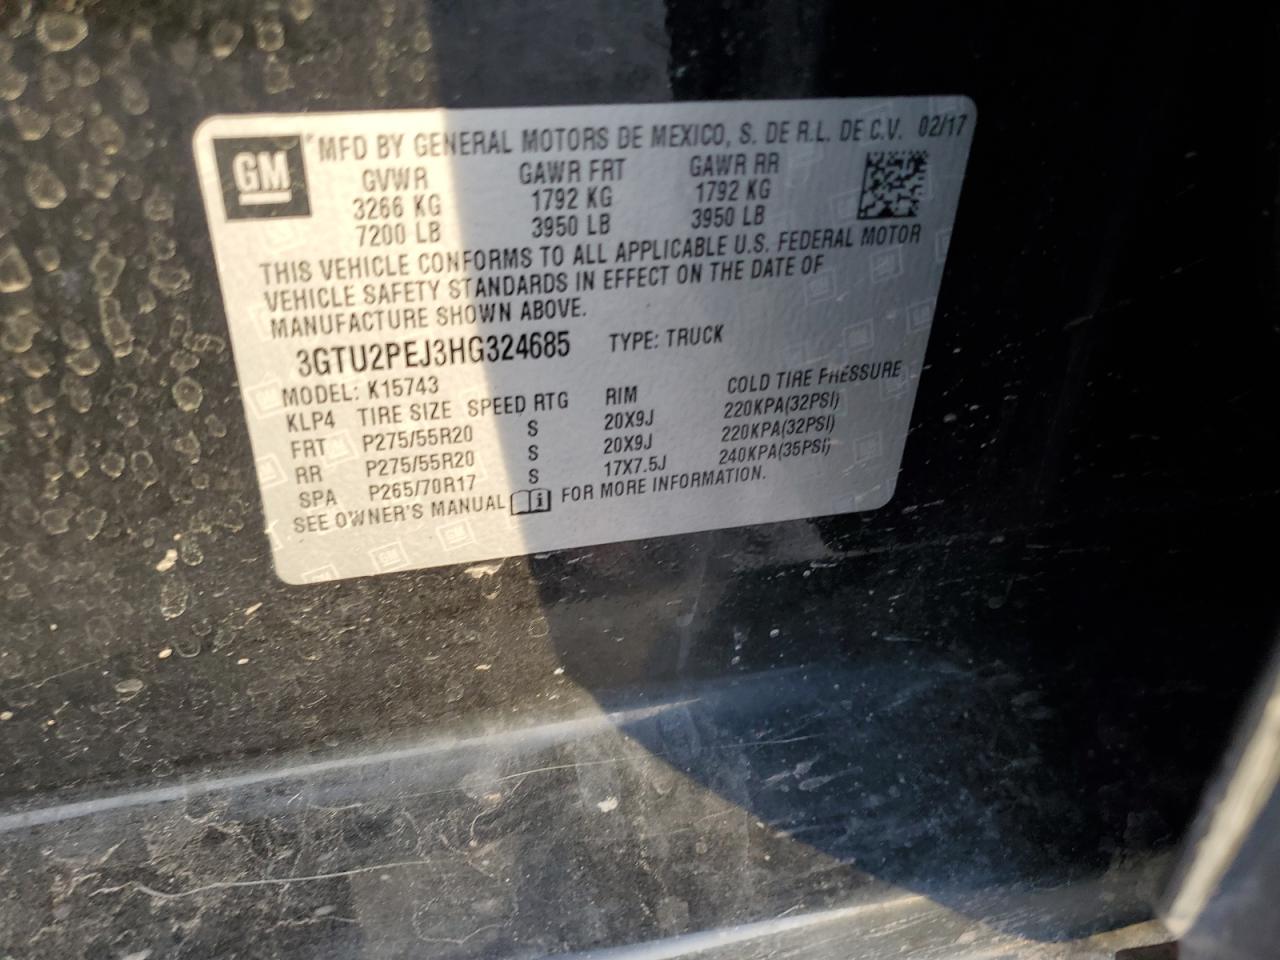 GM
MFD BY GENERAL MOTORS DE MEXICO, S. DE R.L. DE C.V. 02/17
GVWR GAWR FRT GAWR RR
3266 KG 1792 KG 1792 KG
7200 LB 3950 LB 3950 LB
THIS VEHICLE CONFORMS TO ALL APPLICABLE U.S. FEDERAL MOTOR
VEHICLE SAFETY STANDARDS IN EFFECT ON THE DATE OF
MANUFACTURE SHOWN ABOVE.
3GTU2PEJ3HG324685 TYPE: TRUCK
MODEL: K15743
KLP4 TIRE SIZE SPEED RTG RIM COLD TIRE PRESSURE
FRT P275/55R20 S 20X9J 220KPA(32PSI)
RR P275/55R20 S 20X9J 220KPA(32PSI)
SPA P265/70R17 S 17X7.5J 240KPA(35PSI)
SEE OWNER'S MANUAL i FOR MORE INFORMATION.